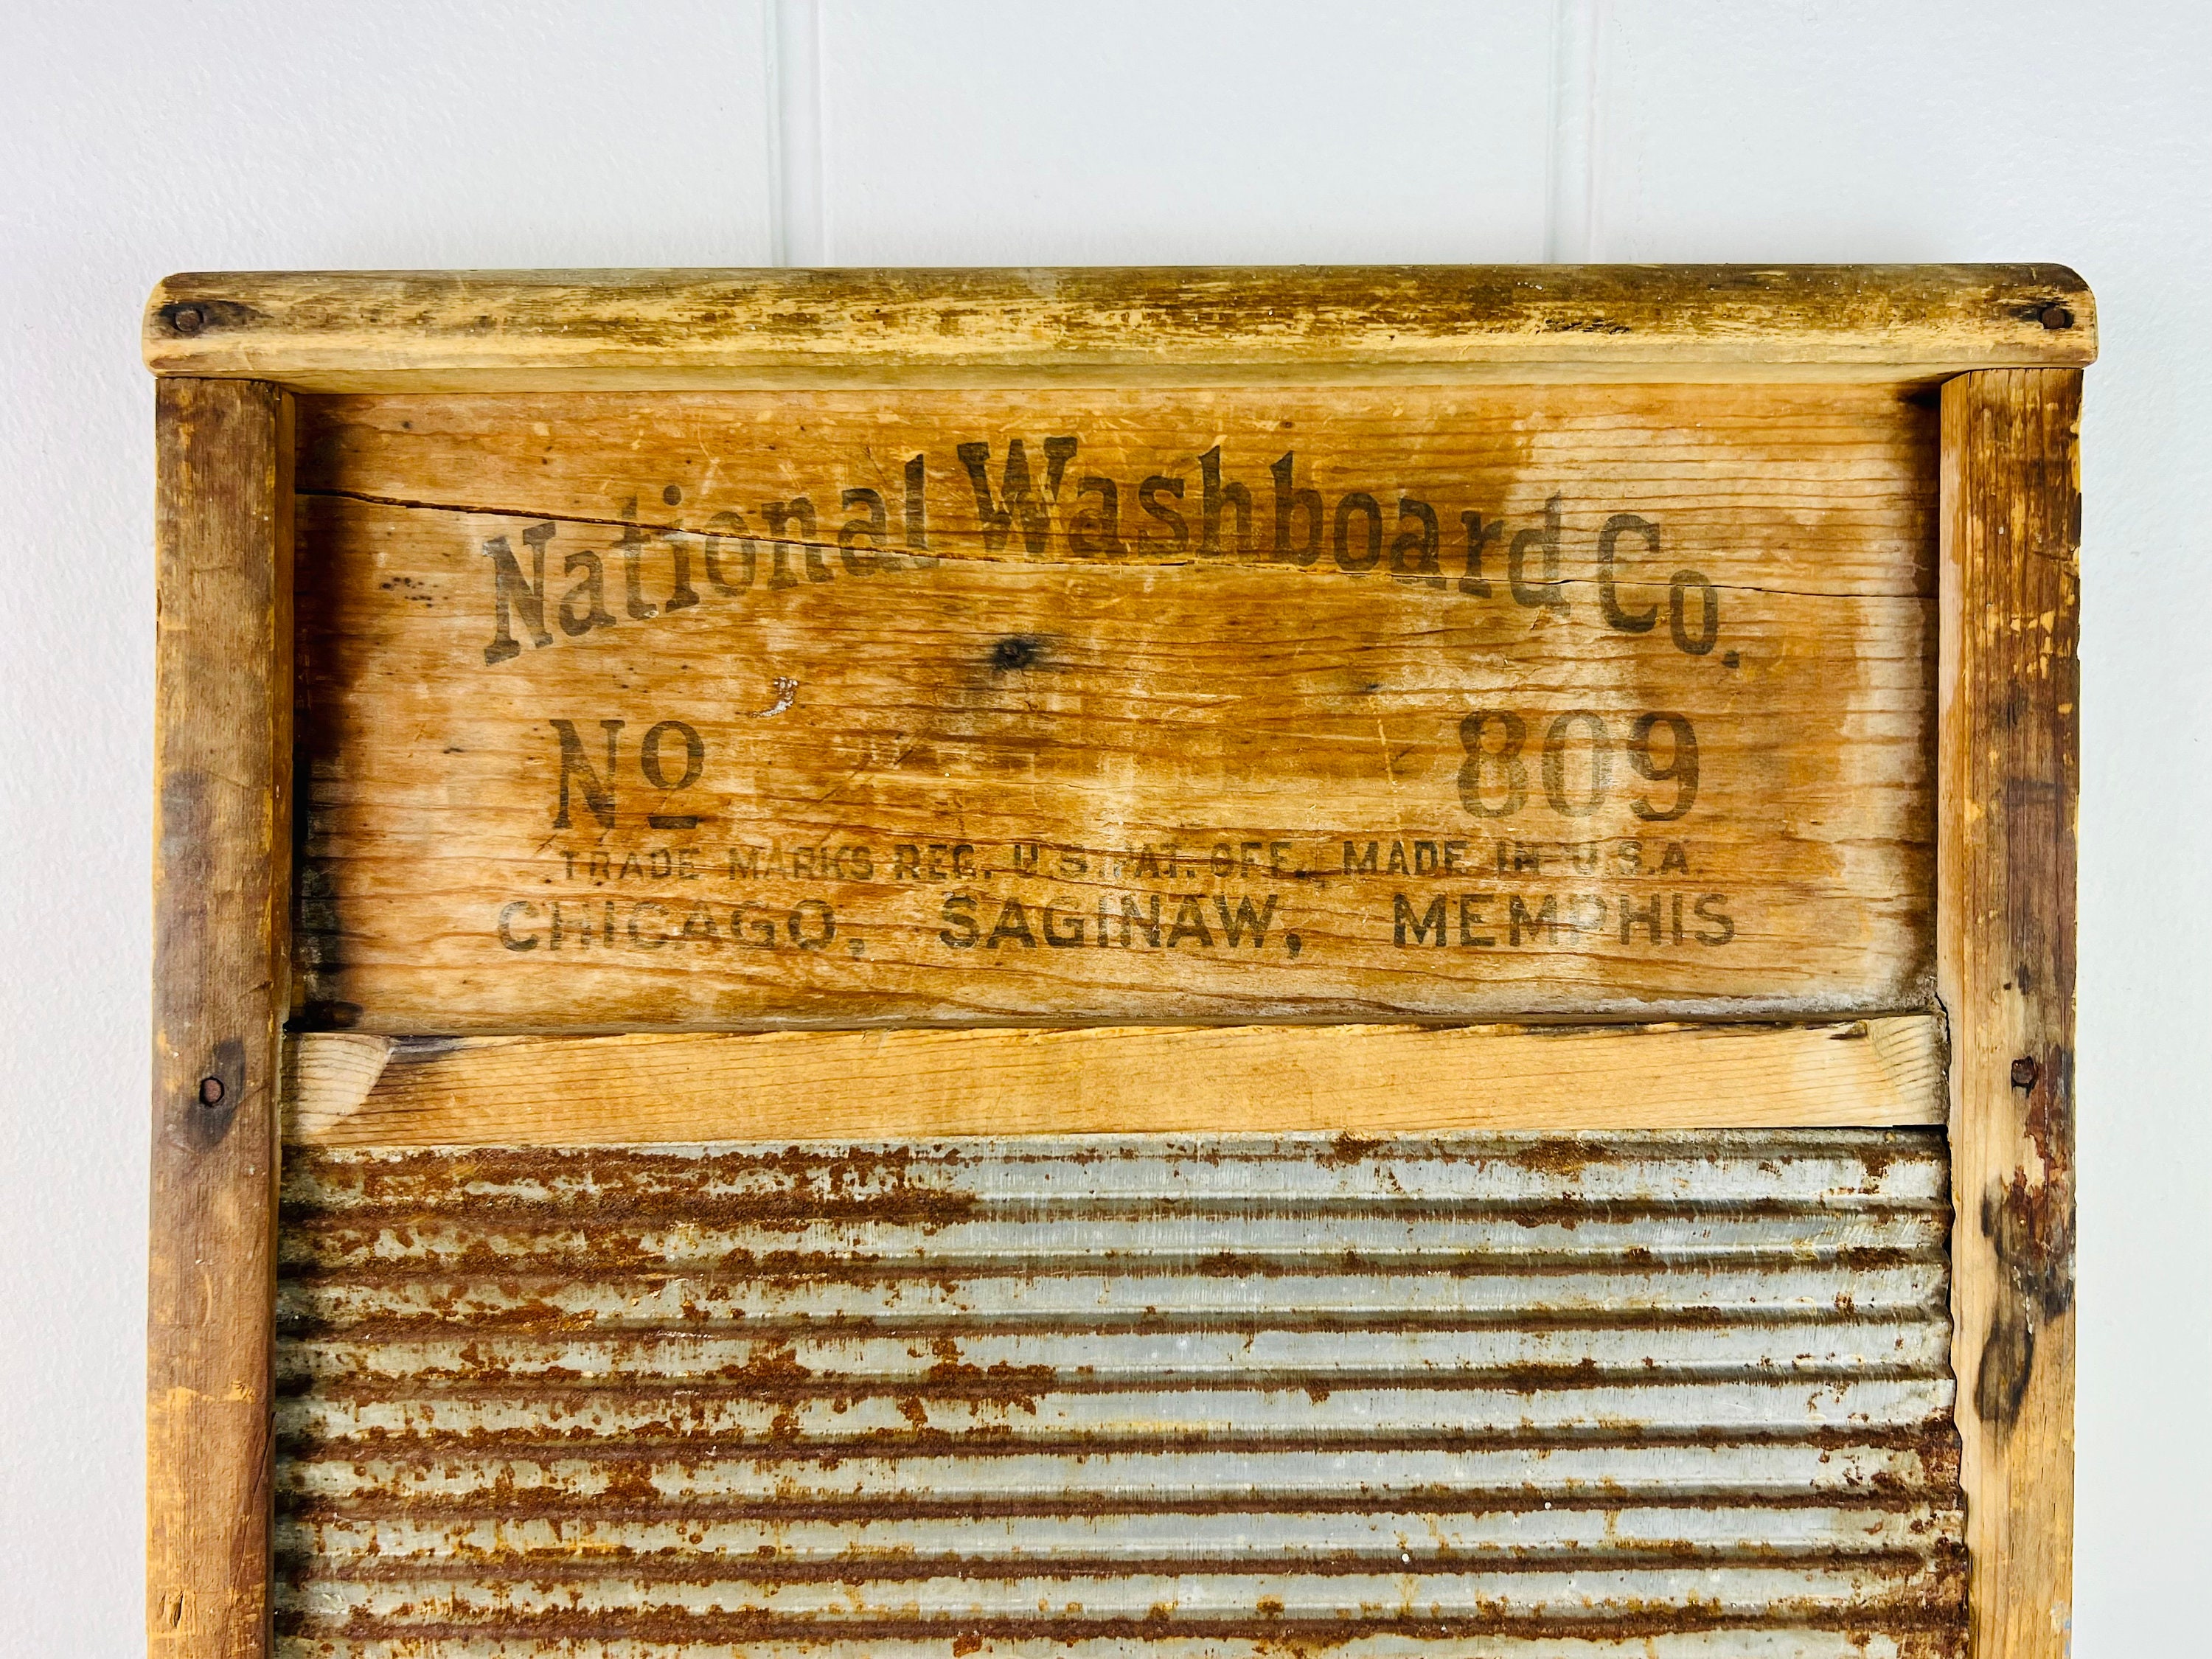 National Washboard Co.
No 809
TRADE MARKS REG. U.S. PAT. OFF. MADE IN U.S.A.
CHICAGO, SAGINAW, MEMPHIS